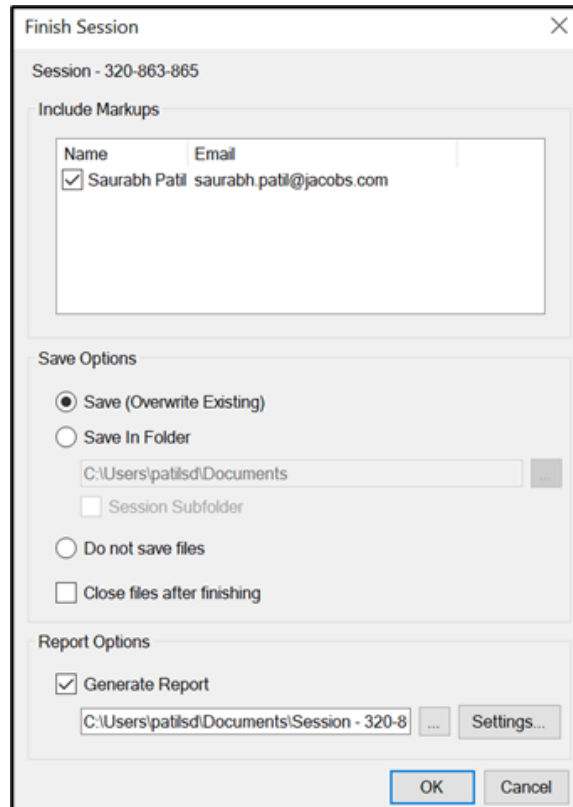 Finish Session
Session - 320-863-865
Include Markups
Name Email
Saurabh Patil saurabh.patil@jacobs.com
Save Options
Save (Overwrite Existing)
Save In Folder
C:\Users\patilsd\Documents
...
Session Subfolder
Do not save files
Close files after finishing
Report Options
Generate Report
C:\Users\patilsd\Documents\Session - 320-8 ... Settings...
OK Cancel